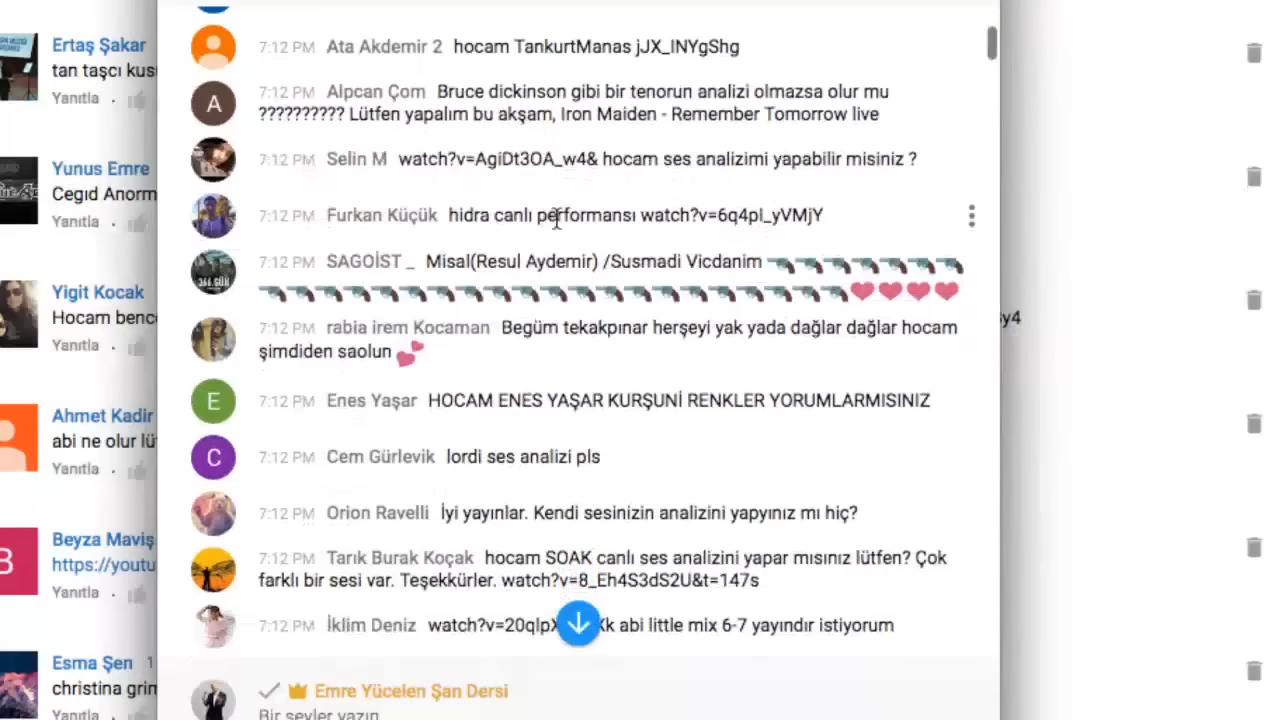 Ertaş Şakar
tan taşcı kus
Yanıtla
Yunus Emre
Cegıd Anorm
Yanıtla
Yigit Kocak
Hocam benc
Yanıtla
Ahmet Kadir
abi ne olur lü
Yanıtla
B
Beyza Maviş
https://youtu
Yanıtla
Esma Şen 1
christina grim
Yanıtla
7:12 PM Ata Akdemir 2 hocam TankurtManas jJX_INYgShg
A
7:12 PM Alpcan Çom Bruce dickinson gibi bir tenorun analizi olmazsa olur mu
?????????? Lütfen yapalım bu akşam, Iron Maiden - Remember Tomorrow live
7:12 PM Selin M watch?v=AgiDt3OA_w4& hocam ses analizimi yapabilir misiniz ?
7:12 PM Furkan Küçük hidra canlı performansı watch?v=6q4pI_yVMjY
7:12 PM SAGOİST _ Misal(Resul Aydemir) /Susmadi Vicdanim
7:12 PM rabia irem Kocaman Begüm tekakpınar herşeyi yak yada dağlar dağlar hocam
şimdiden saolun
y4
E
7:12 PM Enes Yaşar HOCAM ENES YAŞAR KURŞUNİ RENKLER YORUMLARMISINIZ
C
7:12 PM Cem Gürlevik lordi ses analizi pls
7:12 PM Orion Ravelli İyi yayınlar. Kendi sesinizin analizini yapyınız mı hiç?
7:12 PM Tarık Burak Koçak hocam SOAK canlı ses analizini yapar mısınız lütfen? Çok
farklı bir sesi var. Teşekkürler. watch?v=8_Eh4S3dS2U&t=147s
7:12 PM İklim Deniz abi little mix 6-7 yayındır istiyorum
Emre Yücelen Şan Dersi
Bir şeyler yazın